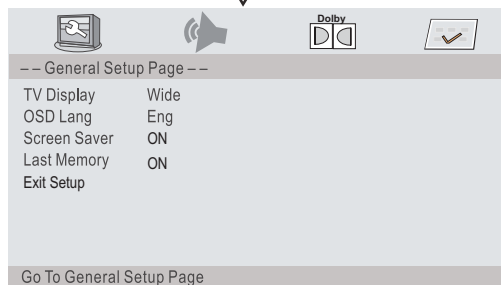 Dolby
-- General Setup Page --
TV Display Wide
OSD Lang Eng
Screen Saver ON
Last Memory ON
Exit Setup
Go To General Setup Page